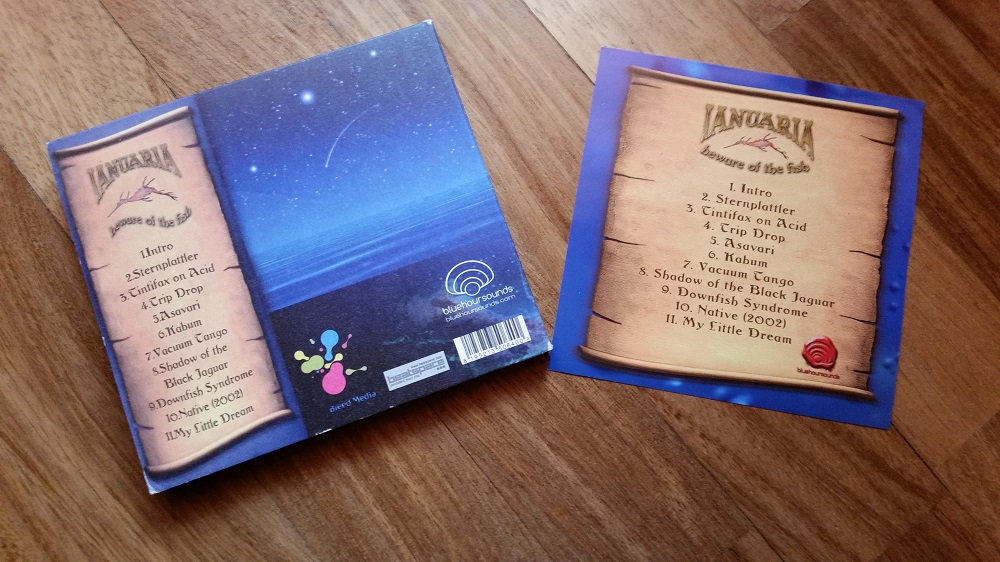 IANUARIA
beware of the fish
1.Intro
2.Sternplattler
3.Tintifax on Acid
4.Trip Drop
5.Asavari
6.Kabum
7.Vacuum Tango
8.Shadow of the
Black Jaguar
9.Downfish Syndrome
10.Native (2002)
11.My Little Dream
bluehoursounds
bluehoursounds.com
beatspace
Breed Media
IANUARIA
beware of the fish
1. Intro
2. Sternplattler
3. Tintifax on Acid
4. Trip Drop
5. Asavari
6. Kabum
7. Vacuum Tango
8. Shadow of the Black Jaguar
9. Downfish Syndrome
10. Native (2002)
11. My Little Dream
bluehoursounds